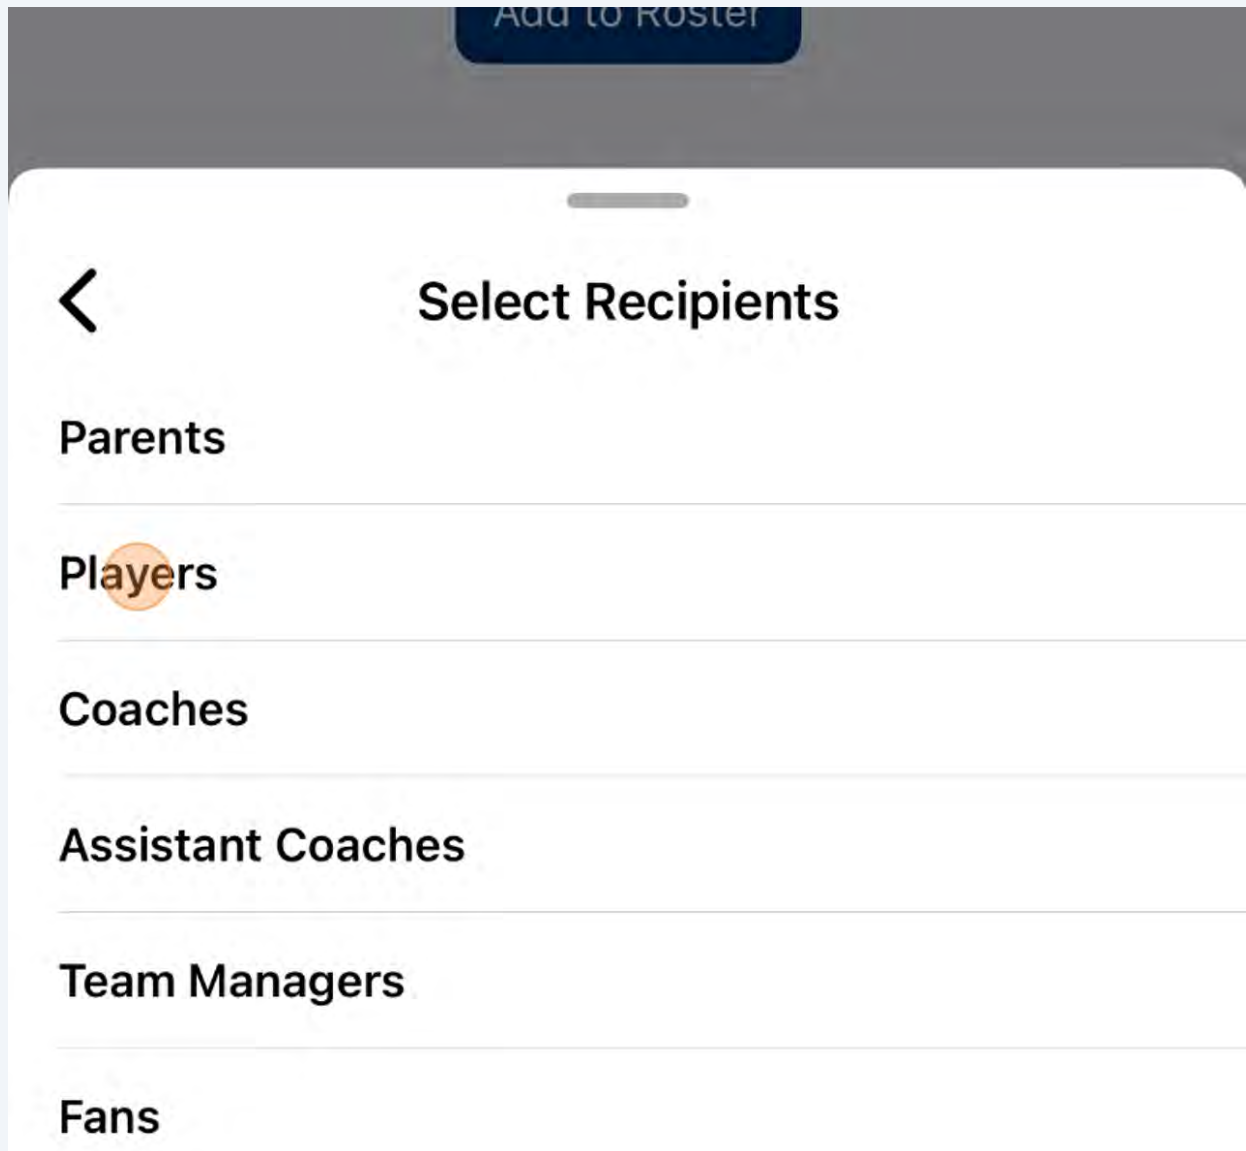 Add to Roster
Select Recipients
Parents
Players
Coaches
Assistant Coaches
Team Managers
Fans